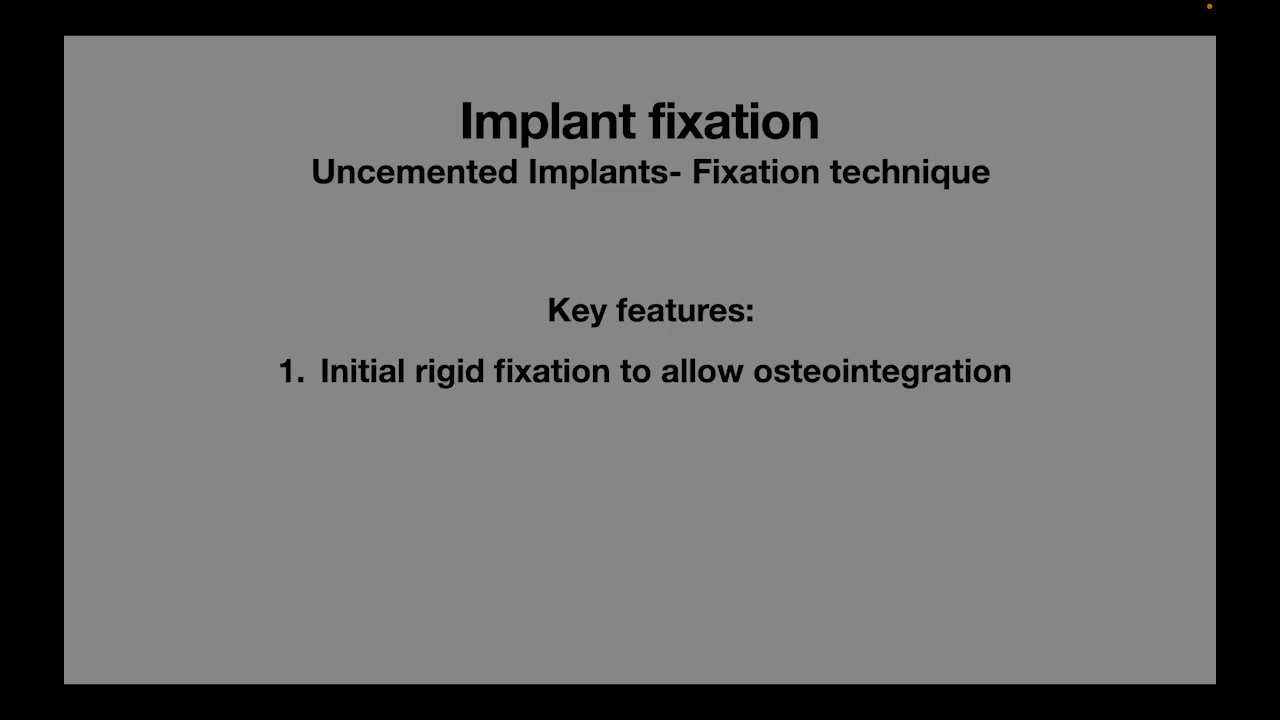 Implant fixation
Uncemented Implants- Fixation technique
Key features:
1. Initial rigid fixation to allow osteointegration